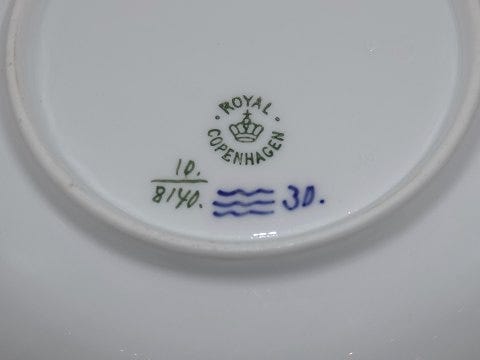 · ROYAL ·
COPENHAGEN
10.
8140.
30.